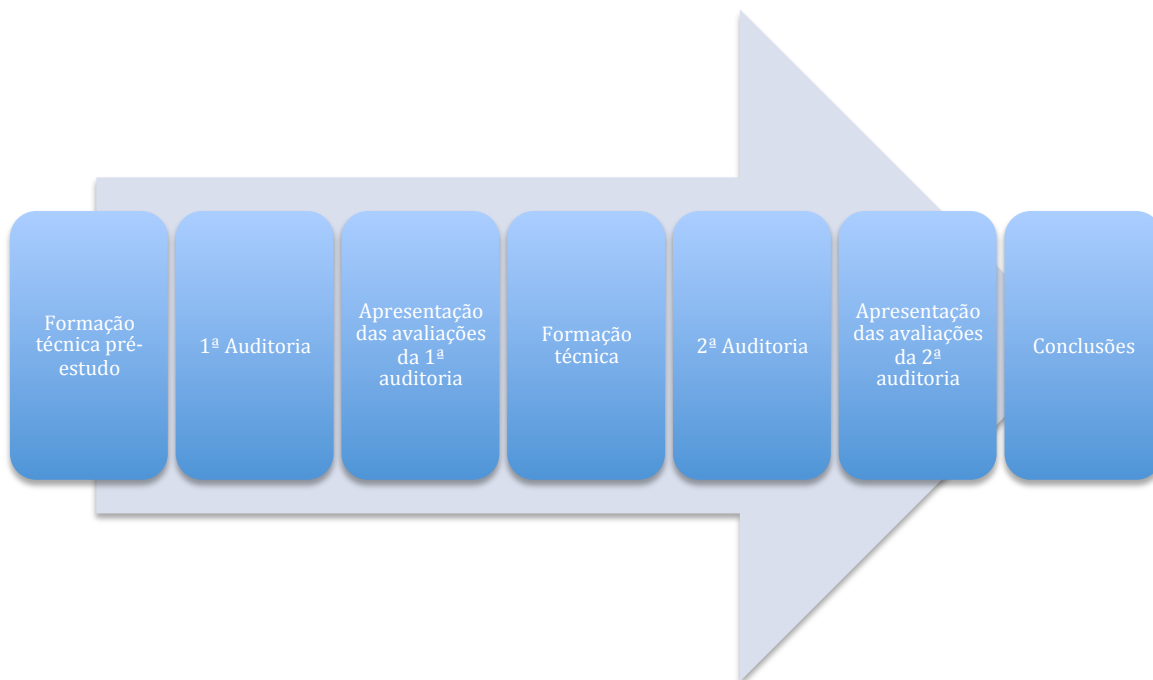 Formação
técnica pré-
estudo
1ª Auditoria
Apresentação
das avaliações
da 1ª
auditoria
Formação
técnica
2ª Auditoria
Apresentação
das avaliações
da 2ª
auditoria
Conclusões